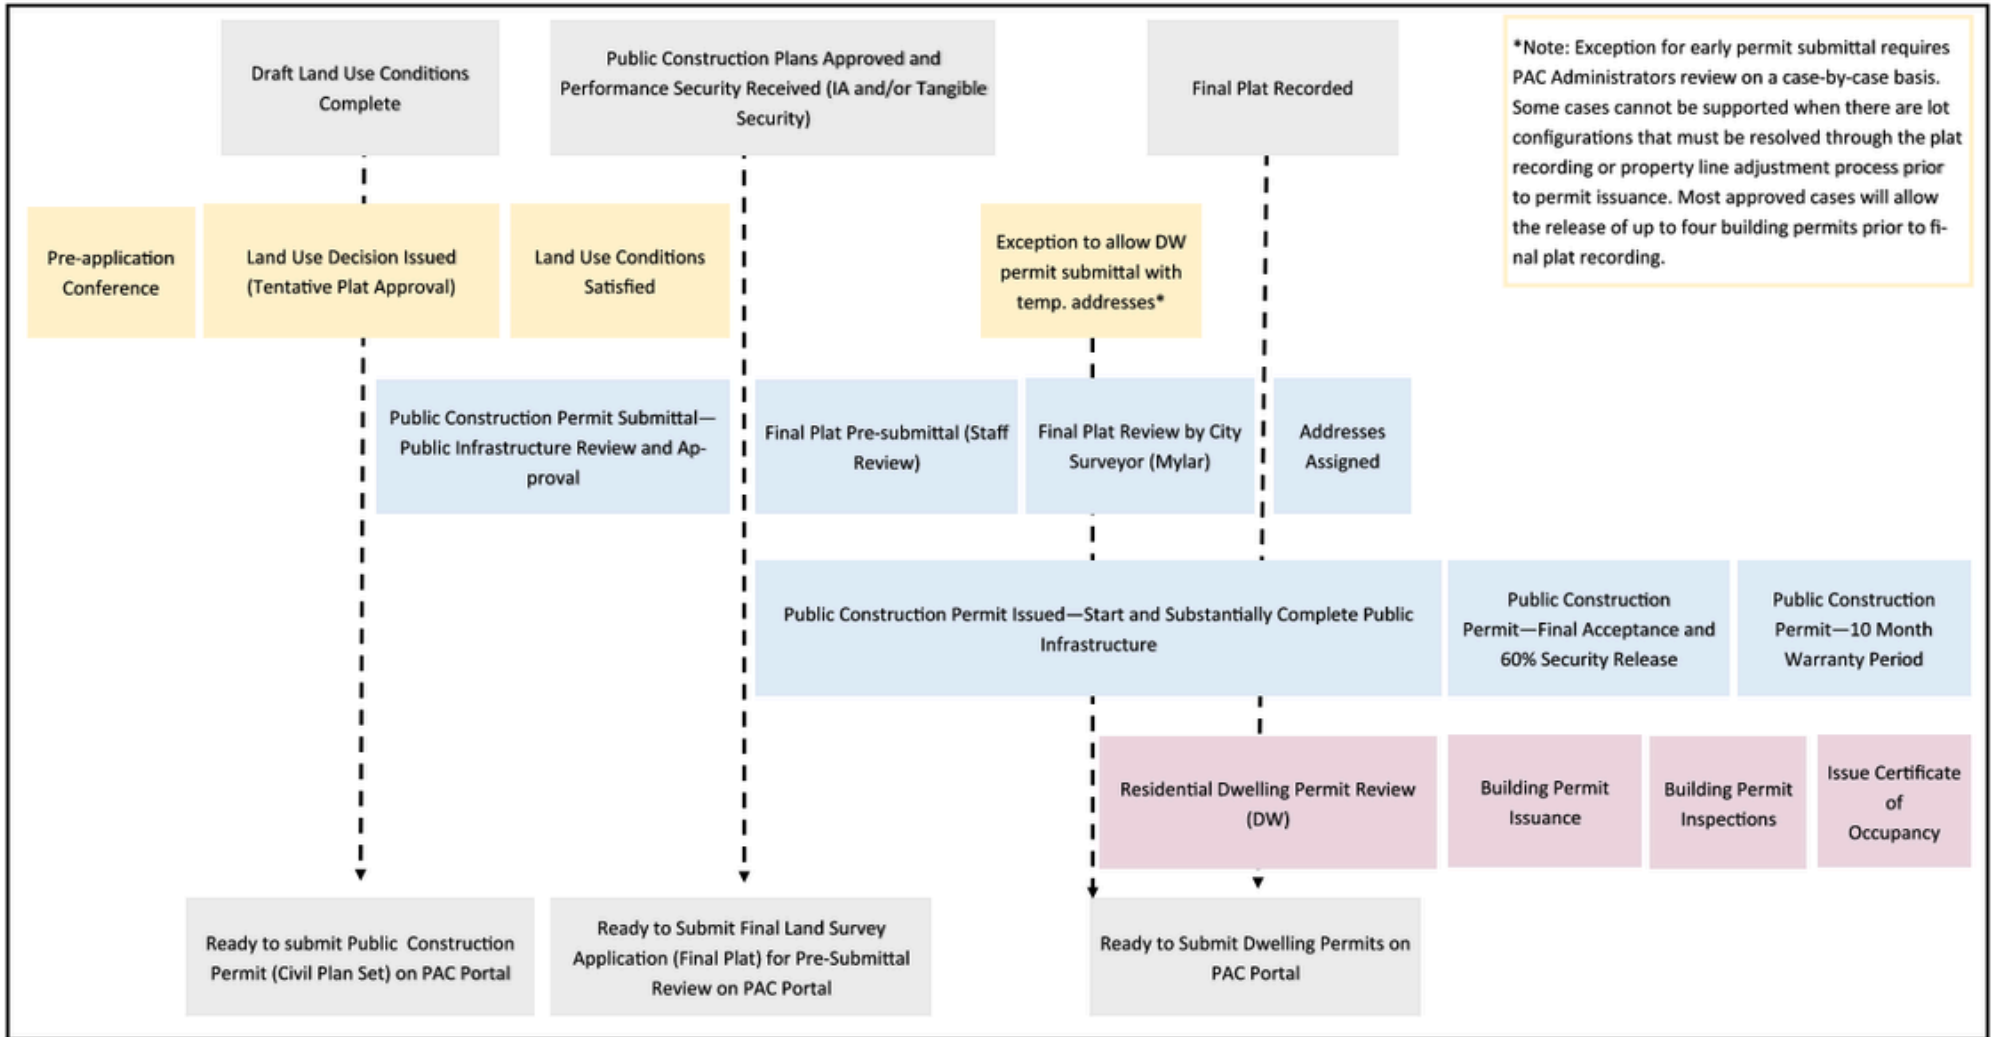 Draft Land Use Conditions
Complete
Public Construction Plans Approved and
Performance Security Received (IA and/or Tangible
Security)
Final Plat Recorded
*Note: Exception for early permit submittal requires
PAC Administrators review on a case-by-case basis.
Some cases cannot be supported when there are lot
configurations that must be resolved through the plat
recording or property line adjustment process prior
to permit issuance. Most approved cases will allow
the release of up to four building permits prior to fi-
nal plat recording.
Pre-application
Conference
Land Use Decision Issued
(Tentative Plat Approval)
Land Use Conditions
Satisfied
Exception to allow DW
permit submittal with
temp. addresses*
Public Construction Permit Submittal—
Public Infrastructure Review and Ap-
proval
Final Plat Pre-submittal (Staff
Review)
Final Plat Review by City
Surveyor (Mylar)
Addresses
Assigned
Public Construction Permit Issued—Start and Substantially Complete Public
Infrastructure
Public Construction
Permit—Final Acceptance and
60% Security Release
Public Construction
Permit—10 Month
Warranty Period
Residential Dwelling Permit Review
(DW)
Building Permit
Issuance
Building Permit
Inspections
Issue Certificate
of
Occupancy
Ready to submit Public  Construction
Permit (Civil Plan Set) on PAC Portal
Ready to Submit Final Land Survey
Application (Final Plat) for Pre-Submittal
Review on PAC Portal
Ready to Submit Dwelling Permits on
PAC Portal